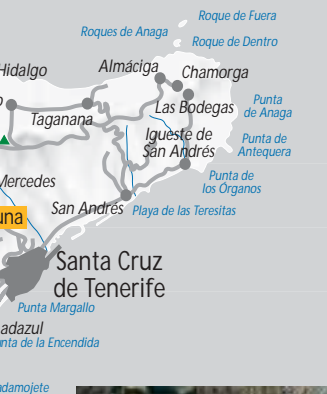 Roque de Fuera
Roques de Anaga
Roque de Dentro
Hidalgo
Almáciga
Chamorga
Taganana
Las Bodegas
Punta
de Anaga
Igueste de
San Andrés
Punta de
Antequera
Mercedes
Punta de
los Órganos
una
San Andrés
Playa de las Teresitas
Santa Cruz
de Tenerife
Punta Margallo
adazul
nta de la Encendida
adamojete